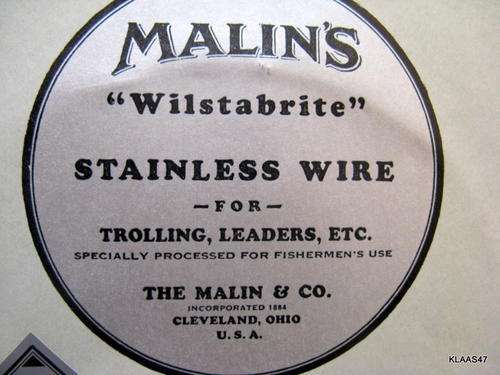 MALIN'S
"Wilstabrite"
STAINLESS WIRE
—FOR—
TROLLING, LEADERS, ETC.
SPECIALLY PROCESSED FOR FISHERMEN'S USE
THE MALIN & CO.
INCORPORATED 1884
CLEVELAND, OHIO
U. S. A.
KLAAS47